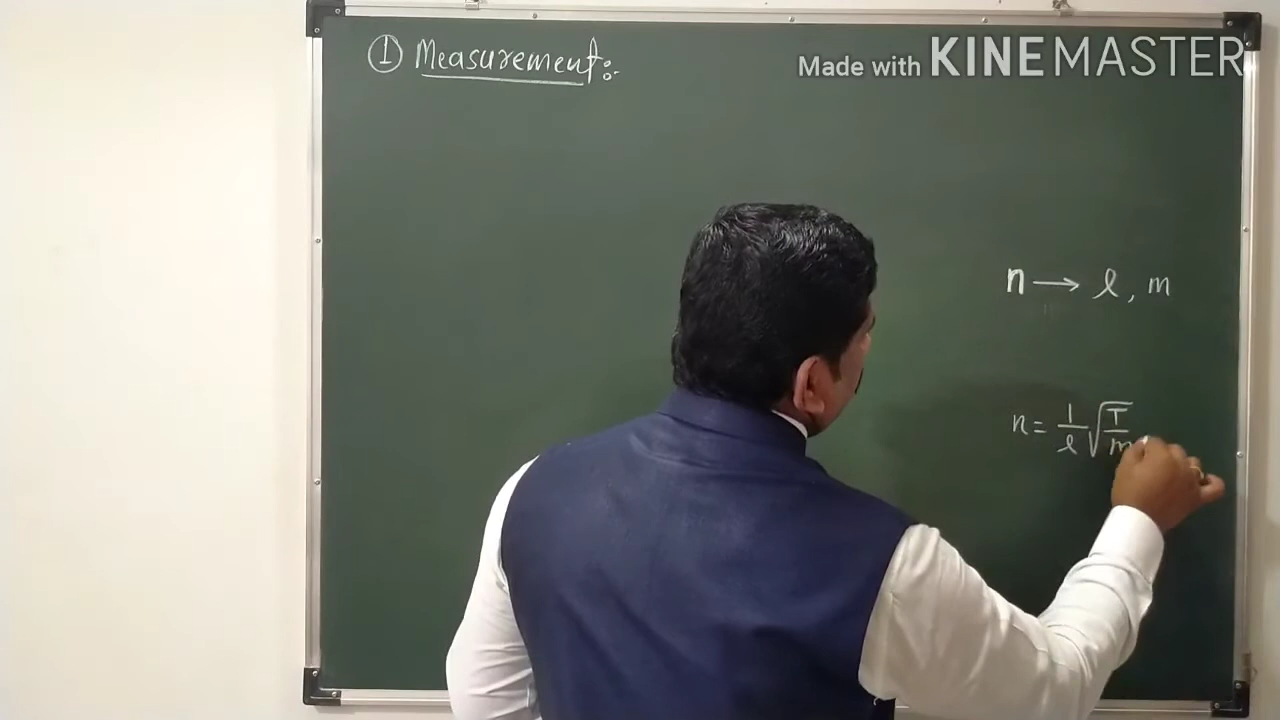 ① Measurement:-
Made with KINEMASTER
n → l, m
n = 1/l √T/m